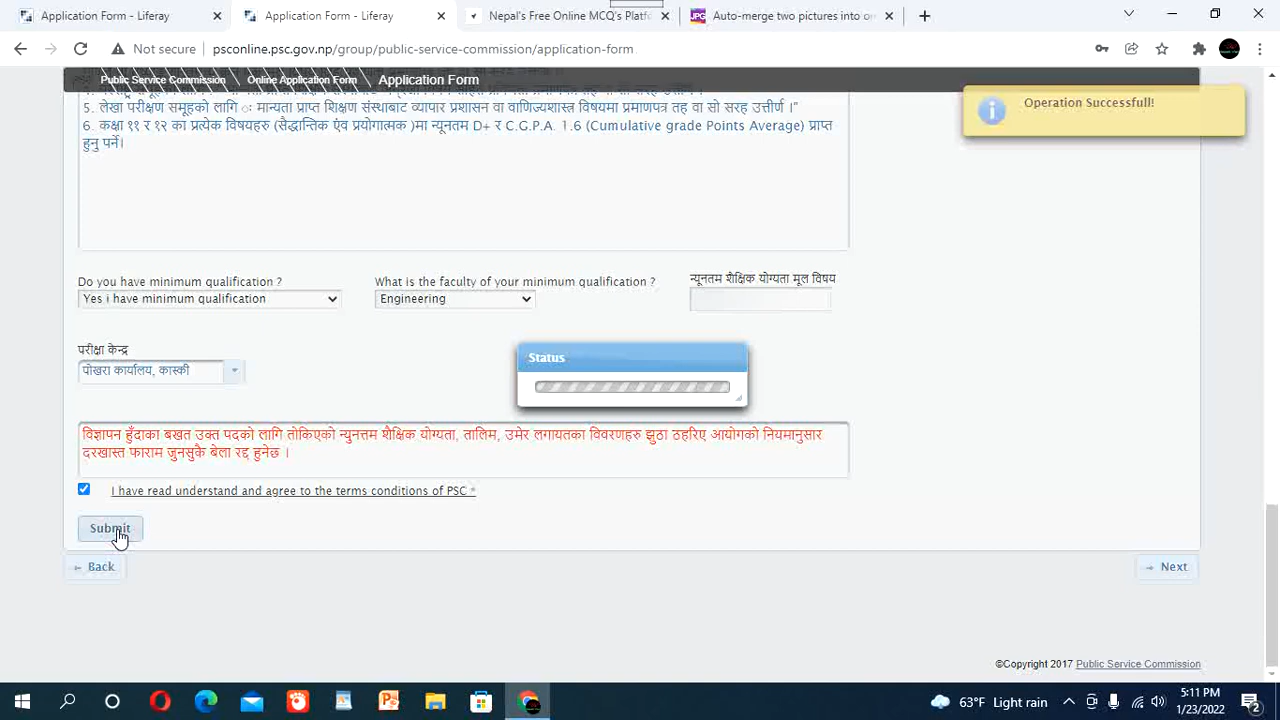 Application Form - Liferay
Application Form - Liferay
Nepal's Free Online MCQ's Platf
Auto-merge two pictures into on
Not secure
psconline.psc.gov.np/group/public-service-commission/application-form
Public Service Commission
Online Application Form
Application Form
Operation Successfull!
5. लेखा परीक्षण समूहको लागि ः मान्यता प्राप्त शिक्षण संस्थाबाट व्यापार प्रशासन वा वाणिज्यशास्त्र विषयमा प्रमाणपत्र तह वा सो सरह उत्तीर्ण ।"
6. कक्षा ११ र १२ का प्रत्येक विषयहरु (सैद्धान्तिक एंव प्रयोगात्मक )मा न्यूनतम D+ र C.G.P.A. 1.6 (Cumulative grade Points Average) प्राप्त
हुनु पर्ने।
Do you have minimum qualification ?
What is the faculty of your minimum qualification ?
न्यूनतम शैक्षिक योग्यता मूल विषय
Yes i have minimum qualification
Engineering
परीक्षा केन्द्र
Status
पोखरा कार्यालय, कास्की
विज्ञापन हुँदाका बखत उक्त पदको लागि तोकिएको न्युनत्तम शैक्षिक योग्यता, तालिम, उमेर लगायतका विवरणहरु झुठा ठहरिए आयोगको नियमानुसार
दरखास्त फाराम जुनसुकै बेला रद्द हुनेछ ।
I have read understand and agree to the terms conditions of PSC *
Submit
Back
Next
©Copyright 2017 Public Service Commission
63°F Light rain
5:11 PM
1/23/2022
2